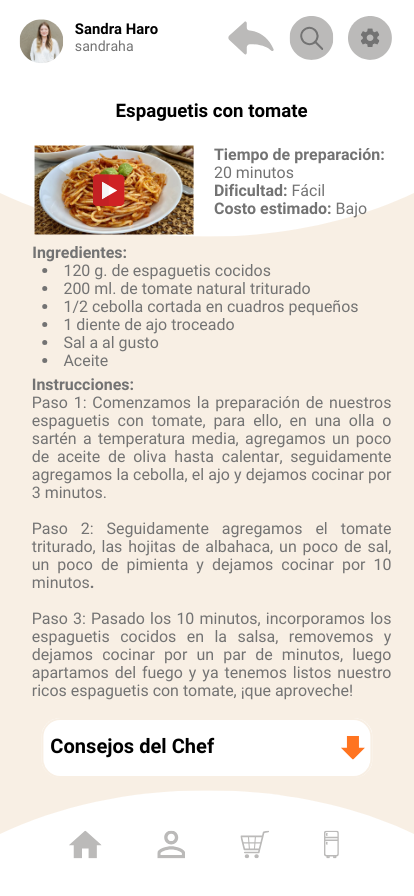 Sandra Haro
sandraha
Espaguetis con tomate
Tiempo de preparación:
20 minutos
Dificultad: Fácil
Costo estimado: Bajo
Ingredientes:
• 120 g. de espaguetis cocidos
• 200 ml. de tomate natural triturado
• 1/2 cebolla cortada en cuadros pequeños
• 1 diente de ajo troceado
• Sal a al gusto
• Aceite
Instrucciones:
Paso 1: Comenzamos la preparación de nuestros
espaguetis con tomate, para ello, en una olla o
sartén a temperatura media, agregamos un poco
de aceite de oliva hasta calentar, seguidamente
agregamos la cebolla, el ajo y dejamos cocinar por
3 minutos.
Paso 2: Seguidamente agregamos el tomate
triturado, las hojitas de albahaca, un poco de sal,
un poco de pimienta y dejamos cocinar por 10
minutos.
Paso 3: Pasado los 10 minutos, incorporamos los
espaguetis cocidos en la salsa, removemos y
dejamos cocinar por un par de minutos, luego
apartamos del fuego y ya tenemos listos nuestro
ricos espaguetis con tomate, ¡que aproveche!
Consejos del Chef